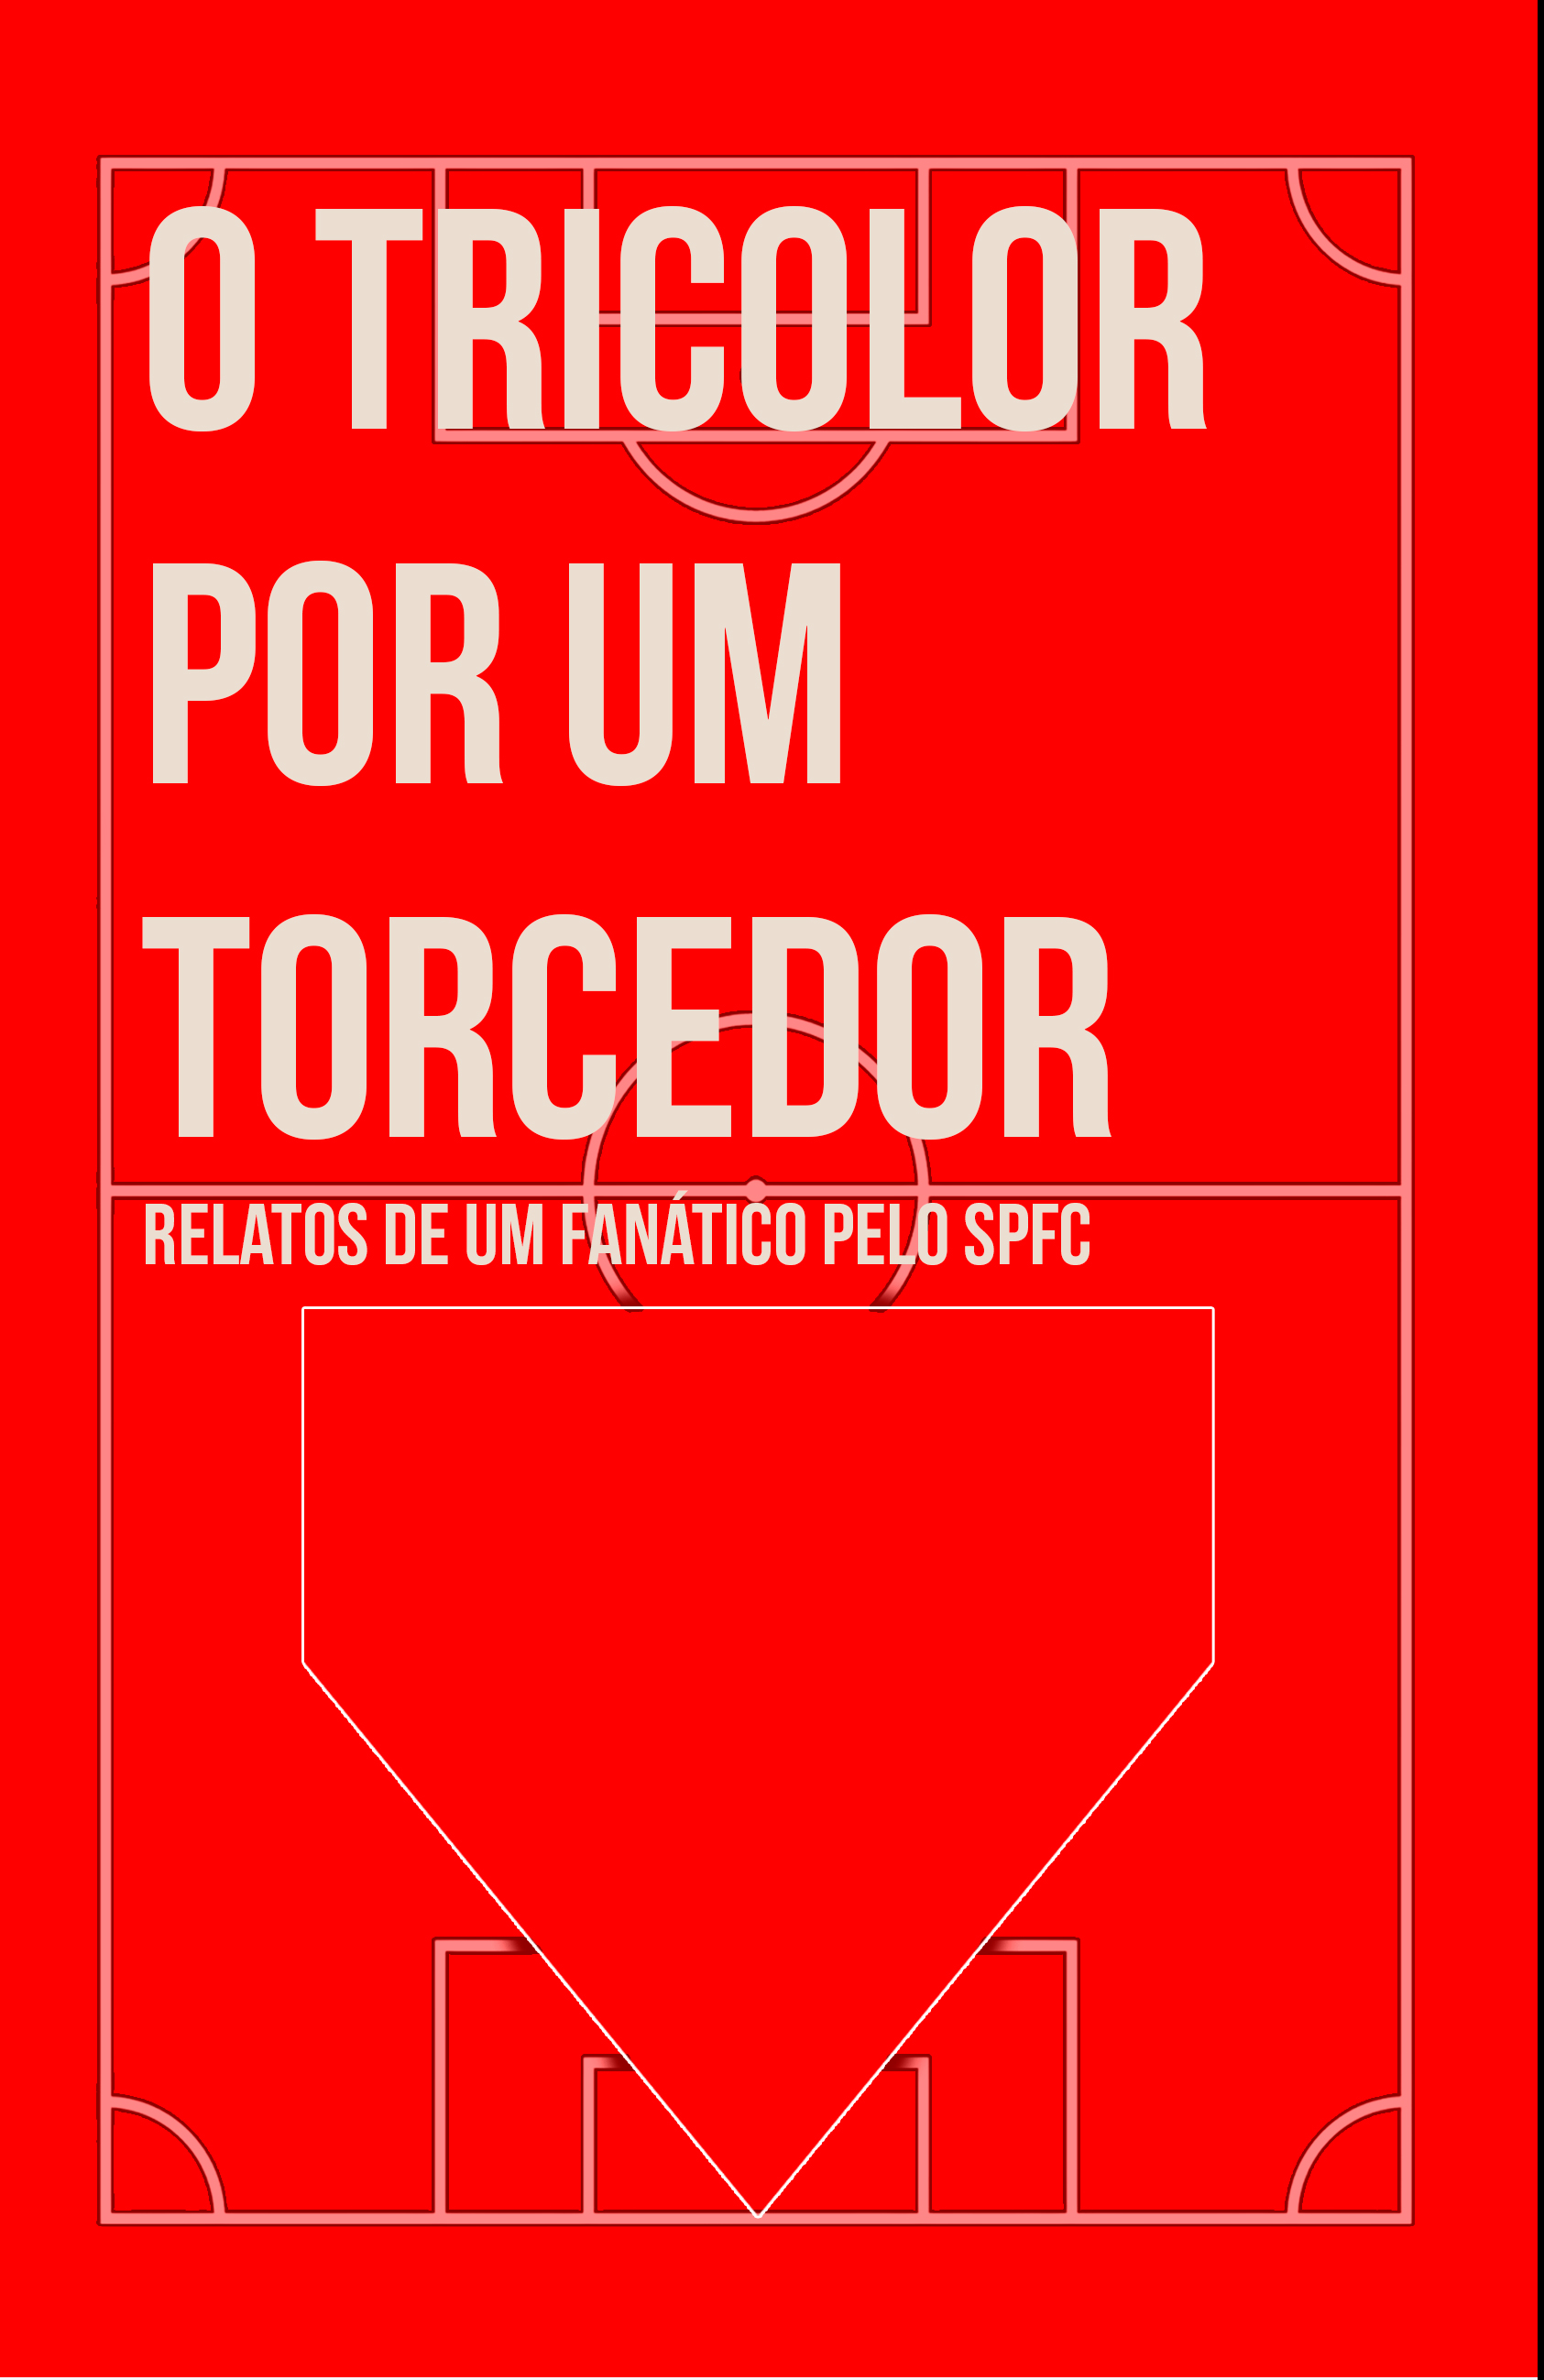 O TRICOLOR
POR UM
TORCEDOR
RELATOS DE UM FANÁTICO PELO SPFC